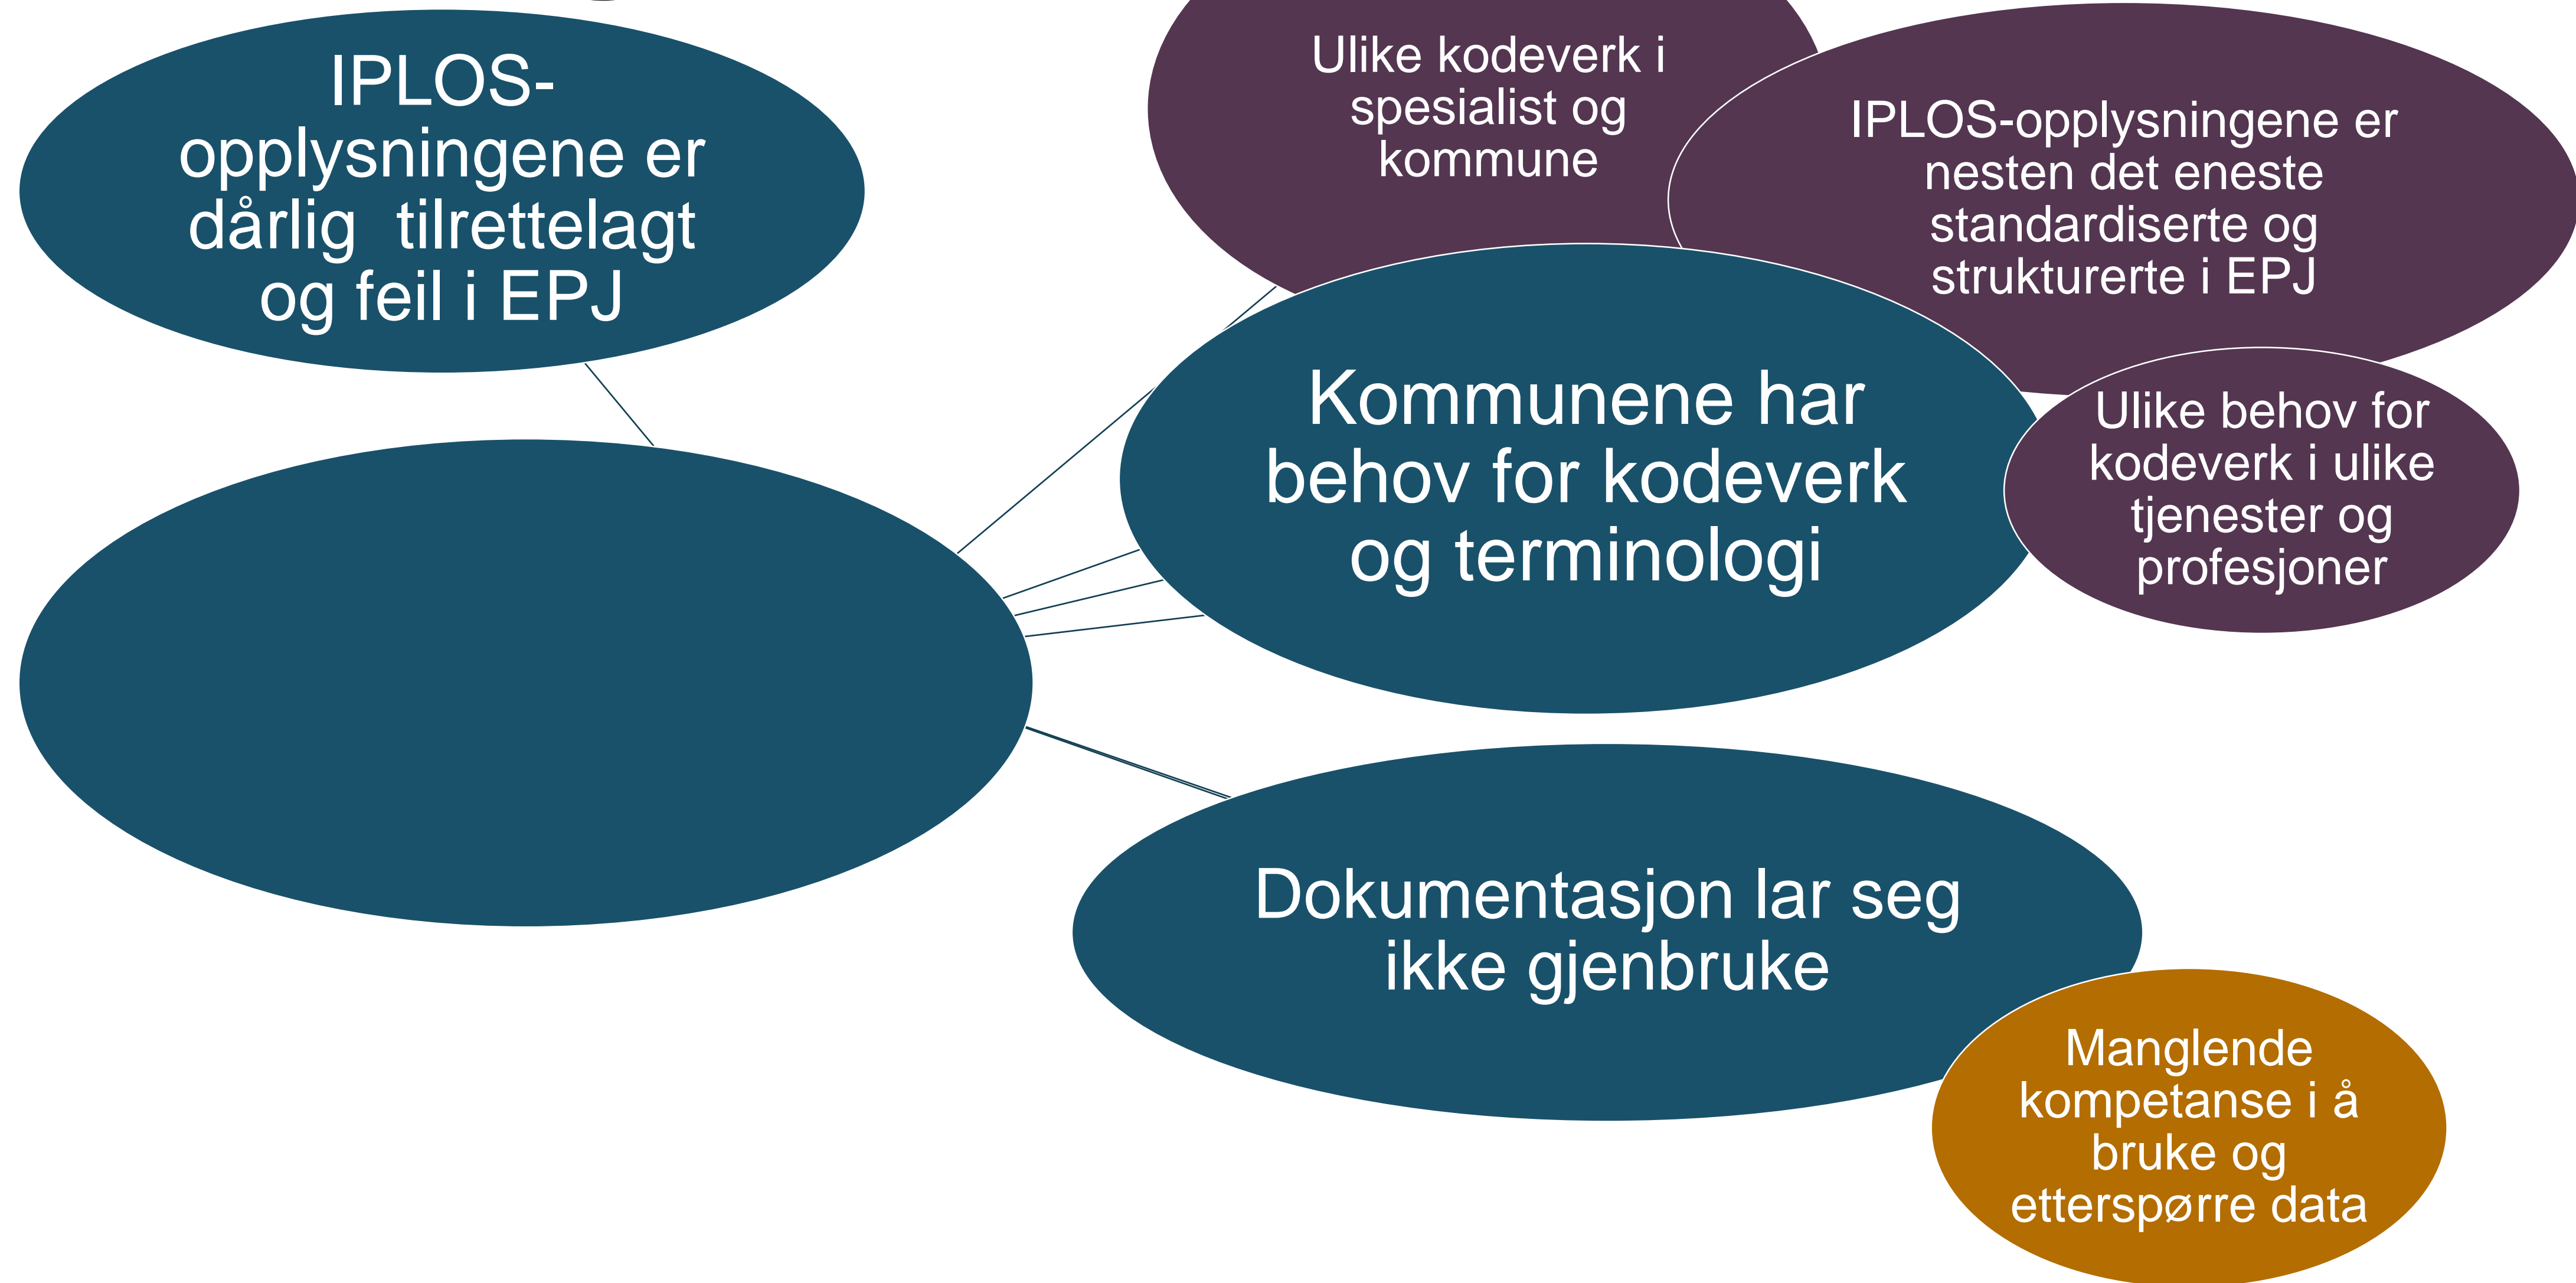 IPLOS-
opplysningene er
dårlig  tilrettelagt
og feil i EPJ
Ulike kodeverk i
spesialist og
kommune
IPLOS-opplysningene er
nesten det eneste
standardiserte og
strukturerte i EPJ
Kommunene har
behov for kodeverk
og terminologi
Ulike behov for
kodeverk i ulike
tjenester og
profesjoner
Dokumentasjon lar seg
ikke gjenbruke
Manglende
kompetanse i å
bruke og
etterspørre data